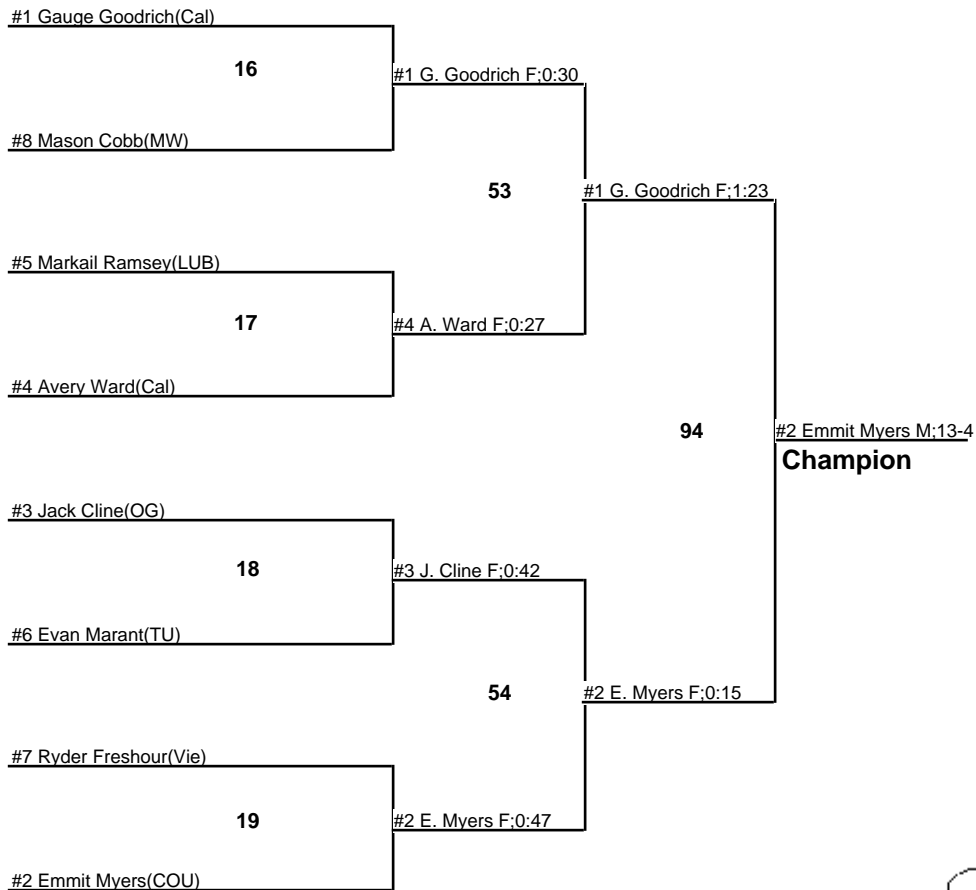 #1 Gauge Goodrich(Cal)
16
#1 G. Goodrich F;0:30
#8 Mason Cobb(MW)
53
#1 G. Goodrich F;1:23
#5 Markail Ramsey(LUB)
17
#4 A. Ward F;0:27
#4 Avery Ward(Cal)
94
#2 Emmit Myers M;13-4
Champion
#3 Jack Cline(OG)
18
#3 J. Cline F;0:42
#6 Evan Marant(TU)
54
#2 E. Myers F;0:15
#7 Ryder Freshour(Vie)
19
#2 E. Myers F;0:47
#2 Emmit Myers(COU)